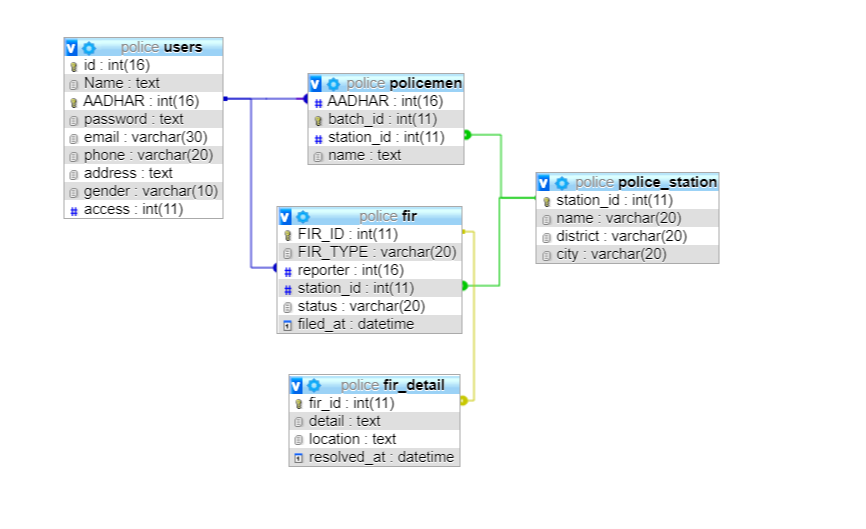 police users
id : int(16)
Name : text
AADHAR : int(16)
password : text
email : varchar(30)
phone : varchar(20)
address : text
gender : varchar(10)
access : int(11)
police policemen
AADHAR : int(16)
batch_id : int(11)
station_id : int(11)
name : text
police police_station
station_id : int(11)
name : varchar(20)
district : varchar(20)
city : varchar(20)
police fir
FIR_ID : int(11)
FIR_TYPE : varchar(20)
reporter : int(16)
station_id : int(11)
status : varchar(20)
filed_at : datetime
police fir_detail
fir_id : int(11)
detail : text
location : text
resolved_at : datetime